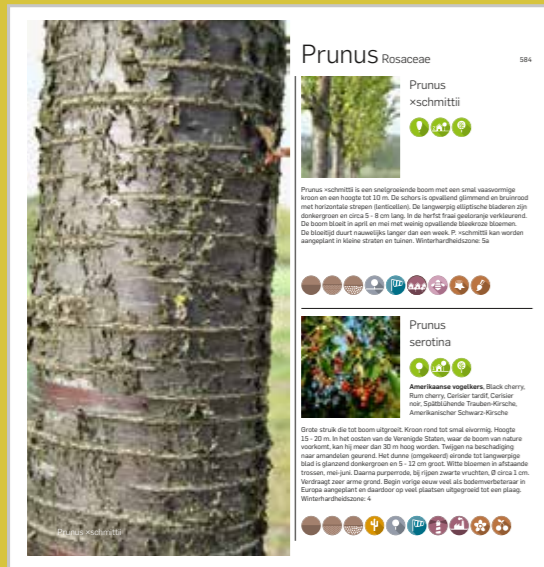 Prunus Rosaceae
584
Prunus
×schmittii
Prunus ×schmittii is een snelgroeiende boom met een smal vaasvormige
kroon en een hoogte tot 10 m. De schors is opvallend glimmend en bruinrood
met horizontale strepen (lenticellen). De langwerpig elliptische bladeren zijn
donkergroen en circa 5 - 8 cm lang. In de herfst fraai geeloranje verkleurend.
De boom bloeit in april en mei met weinig opvallende bleekroze bloemen.
De bloeitijd duurt nauwelijks langer dan een week. P. ×schmittii kan worden
aangeplant in kleine straten en tuinen. Winterhardheidszone: 5a
Prunus
serotina
Amerikaanse vogelkers, Black cherry,
Rum cherry, Cerisier tardif, Cerisier
noir, Spätblühende Trauben-Kirsche,
Amerikanischer Schwarz-Kirsche
Grote struik die tot boom uitgroeit. Kroon rond tot smal eivormig. Hoogte
15 - 20 m. In het oosten van de Verenigde Staten, waar de boom van nature
voorkomt, kan hij meer dan 30 m hoog worden. Twijgen na beschadiging
naar amandelen geurend. Het dunne (omgekeerd) eironde tot langwerpige
blad is glanzend donkergroen en 5 - 12 cm groot. Witte bloemen in afstaande
trossen, mei-juni. Daarna purperrode, bij rijpen zwarte vruchten, Ø circa 1 cm.
Verdraagt zeer arme grond. Begin vorige eeuw veel als bodemverbeteraar in
Europa aangeplant en daardoor op veel plaatsen uitgegroeid tot een plaag.
Winterhardheidszone: 4
Prunus ×schmittii